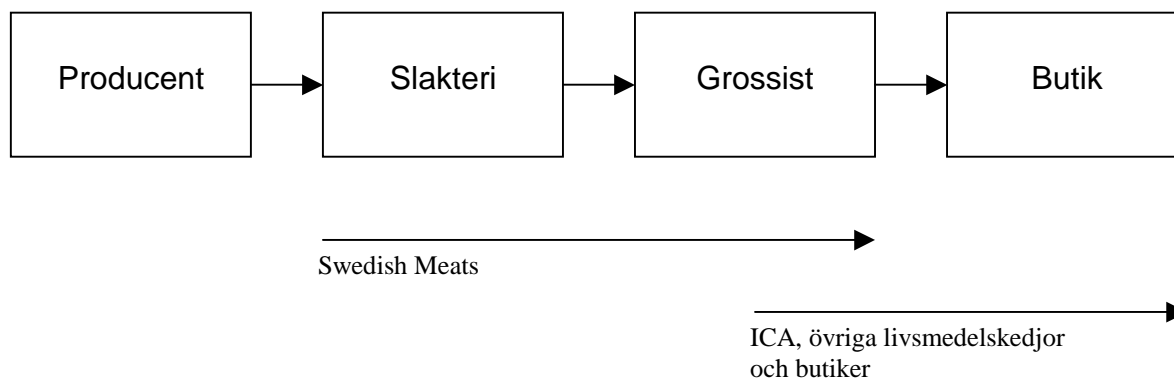 Producent
Slakteri
Grossist
Butik
Swedish Meats
ICA, övriga livsmedelskedjor
och butiker